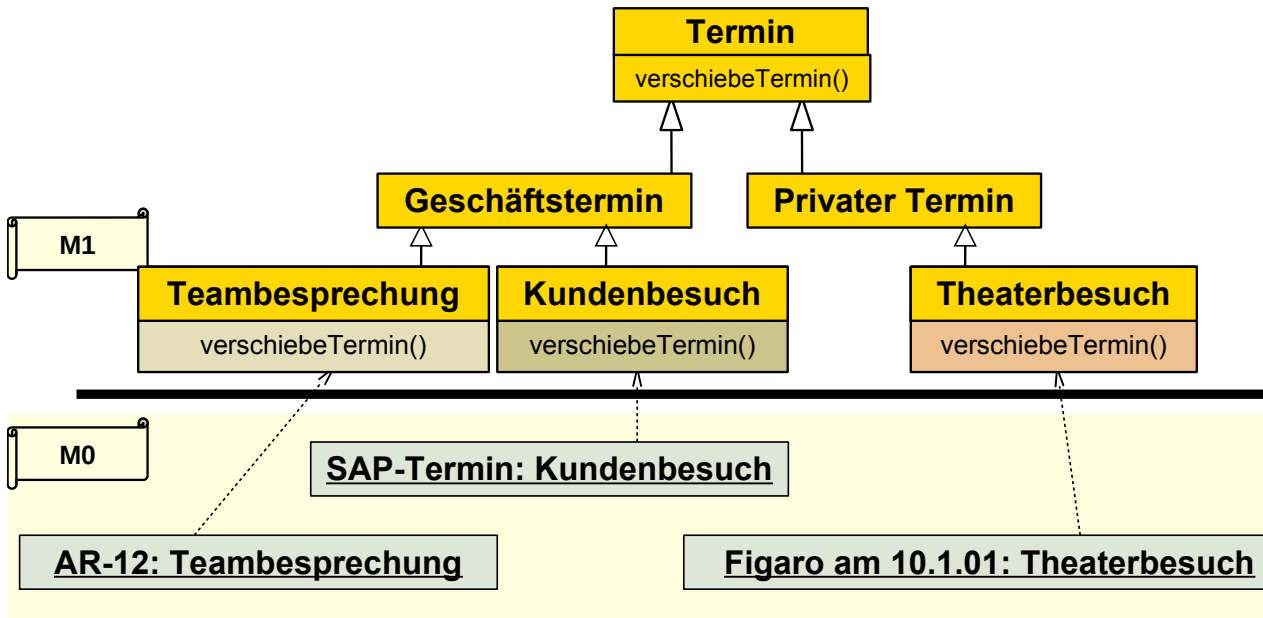 Termin
verschiebeTermin()
Geschäftstermin
Privater Termin
M1
Teambesprechung
Kundenbesuch
Theaterbesuch
verschiebeTermin()
verschiebeTermin()
verschiebeTermin()
M0
SAP-Termin: Kundenbesuch
AR-12: Teambesprechung
Figaro am 10.1.01: Theaterbesuch